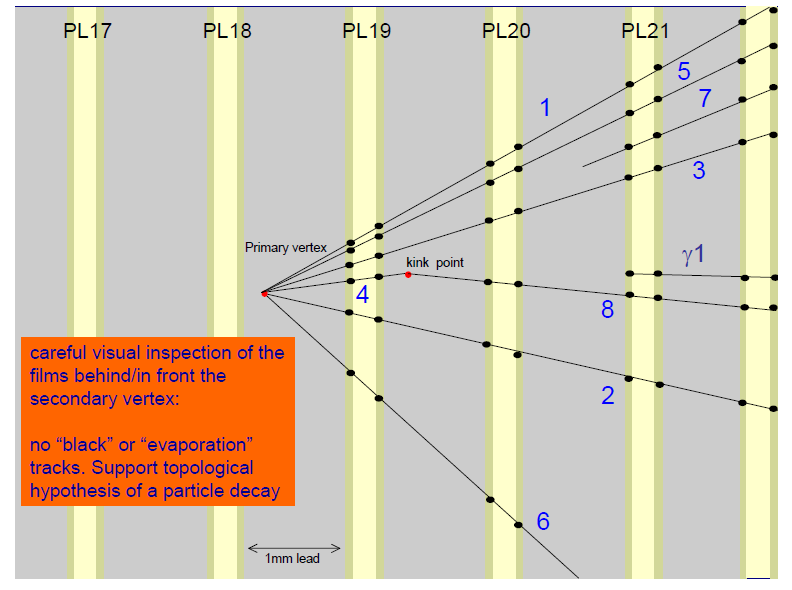 PL17 PL18 PL19 PL20 PL21
5
7
1
3
Primary vertex
kink point
γ1
4
8
careful visual inspection of the
films behind/in front the
secondary vertex:
2
no “black” or “evaporation”
tracks. Support topological
hypothesis of a particle decay
6
1mm lead